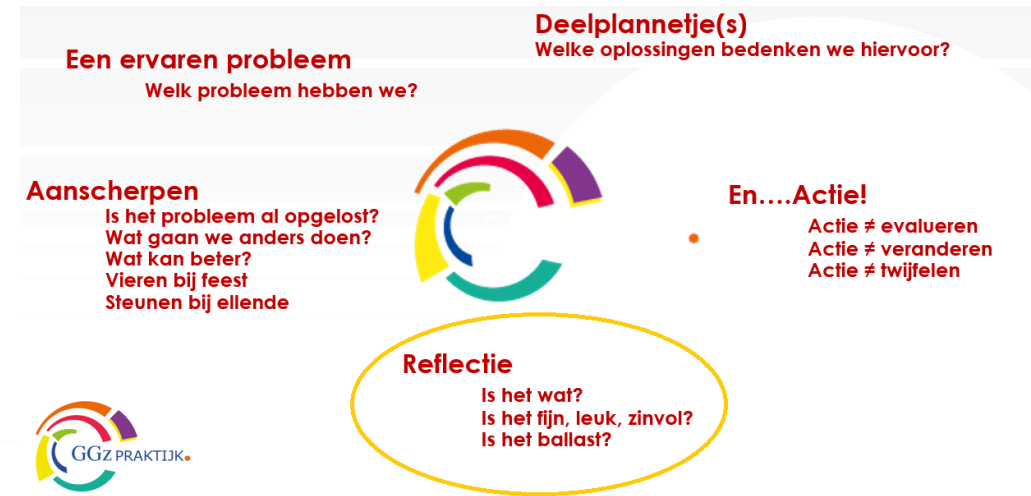 Een ervaren probleem
Welk probleem hebben we?
Deelplannetje(s)
Welke oplossingen bedenken we hiervoor?
En....Actie!
Actie ≠ evalueren
Actie ≠ veranderen
Actie ≠ twijfelen
Reflectie
Is het wat?
Is het fijn, leuk, zinvol?
Is het ballast?
Aanscherpen
Is het probleem al opgelost?
Wat gaan we anders doen?
Wat kan beter?
Vieren bij feest
Steunen bij ellende
GGZ PRAKTIJK.